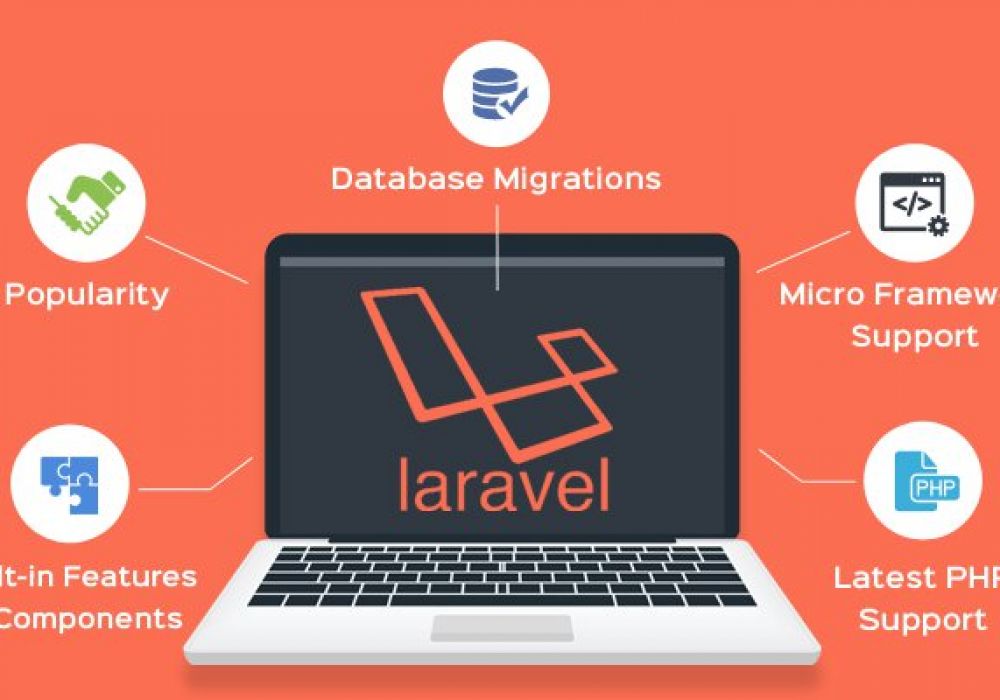 Database Migrations
Popularity
Micro Framew
Support
laravel
lt-in Features
Components
</>
PHP
Latest PHP
Support